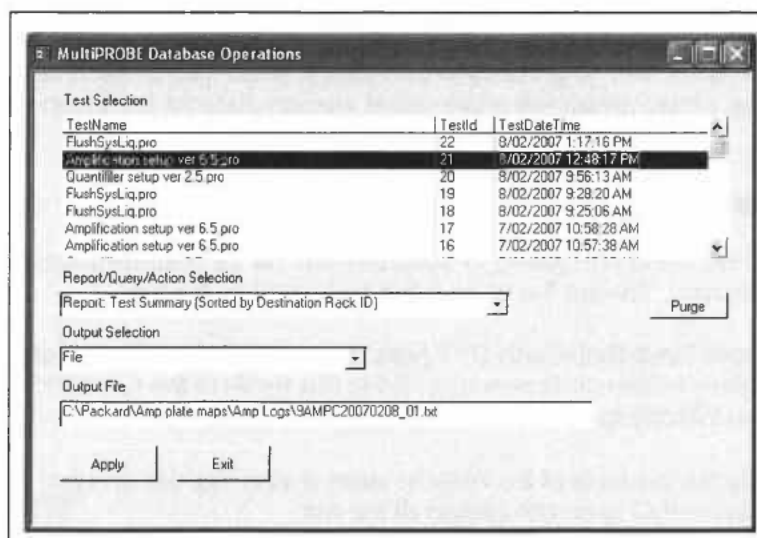 MultiPROBE Database Operations
Test Selection
TestName TestId TestDateTime
FlushSysLiq.pro 22 8/02/2007 1:17:16 PM
Amplification setup ver 6.5.pro 21 8/02/2007 12:48:17 PM
Quantifiler setup ver 2.5.pro 20 8/02/2007 9:56:13 AM
FlushSysLiq.pro 19 8/02/2007 9:28:20 AM
FlushSysLiq.pro 18 8/02/2007 9:25:06 AM
Amplification setup ver 6.5.pro 17 7/02/2007 10:58:28 AM
Amplification setup ver 6.5.pro 16 7/02/2007 10:57:38 AM
Report/Query/Action Selection
Report: Test Summary (Sorted by Destination Rack ID)
Purge
Output Selection
File
Output File
C:\Packard\Amp plate maps\Amp Logs\9AMPC20070208_01.txt
Apply Exit